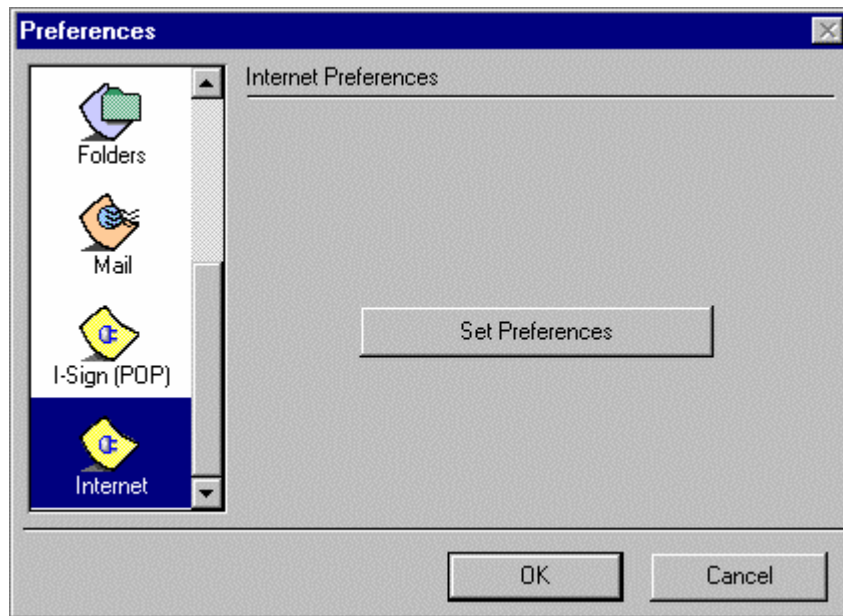 Preferences
Internet Preferences
Folders
Mail
I-Sign (POP)
Internet
Set Preferences
OK
Cancel